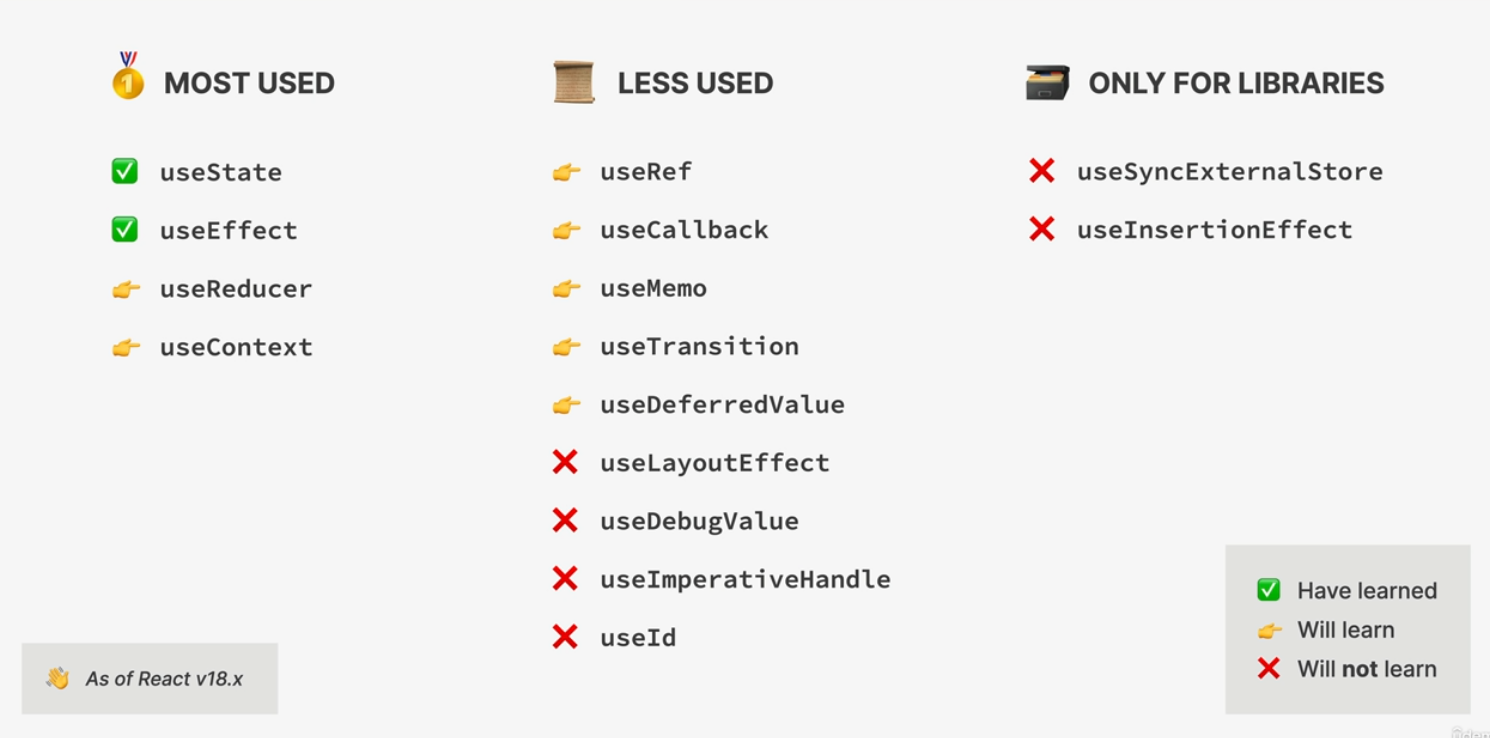 MOST USED
useState
useEffect
useReducer
useContext
LESS USED
useRef
useCallback
useMemo
useTransition
useDeferredValue
useLayoutEffect
useDebugValue
useImperativeHandle
useId
ONLY FOR LIBRARIES
useSyncExternalStore
useInsertionEffect
As of React v18.x
Have learned
Will learn
Will not learn